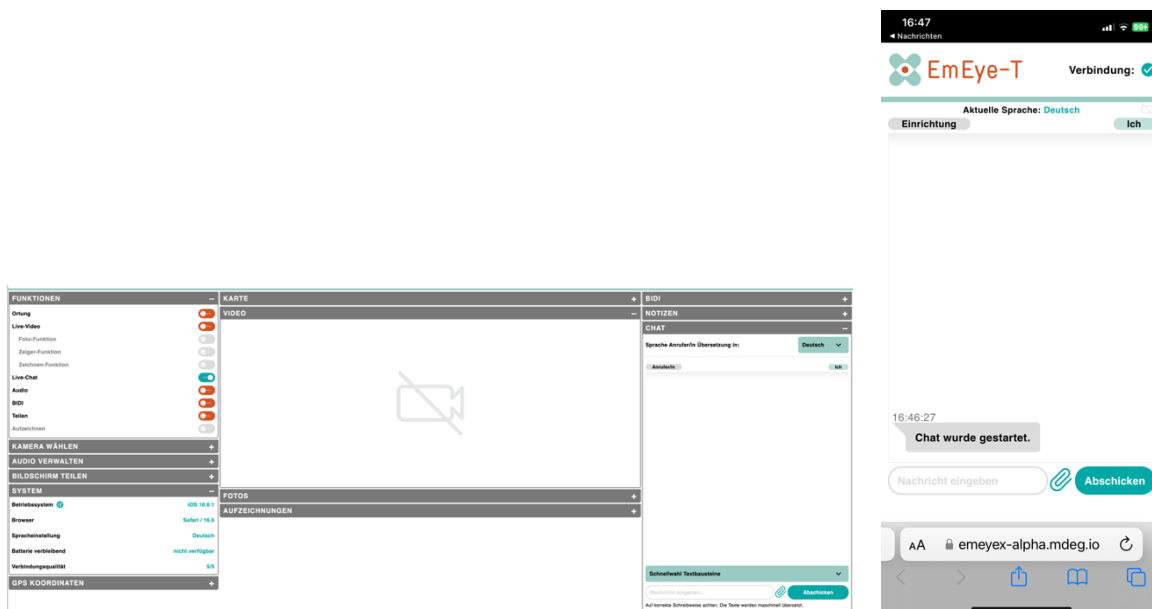 FUNKTIONEN
Ortung
Live-Video
Foto-Funktion
Zeiger-Funktion
Zeichnen-Funktion
Live-Chat
Audio
BIDI
Teilen
Aufzeichnen
KAMERA WÄHLEN
AUDIO VERWALTEN
BILDSCHIRM TEILEN
SYSTEM
Betriebssystem iOS 16.6.1
Browser Safari / 16.6
Spracheinstellung Deutsch
Batterie verbleibend nicht verfügbar
Verbindungsqualität 5/5
GPS KOORDINATEN
KARTE
VIDEO
FOTOS
AUFZEICHNUNGEN
BIDI
NOTIZEN
CHAT
Sprache Anrufer/in Übersetzung in: Deutsch
Anrufer/in Ich
Schnellwahl Textbausteine
Nachricht eingeben... Abschicken
Auf korrekte Schreibweise achten. Die Texte werden maschinell übersetzt.
16:47 99+
◄ Nachrichten
EmEye-T Verbindung:
Aktuelle Sprache: Deutsch
Einrichtung Ich
16:46:27
Chat wurde gestartet.
Nachricht eingeben Abschicken
AA emeyex-alpha.mdeg.io